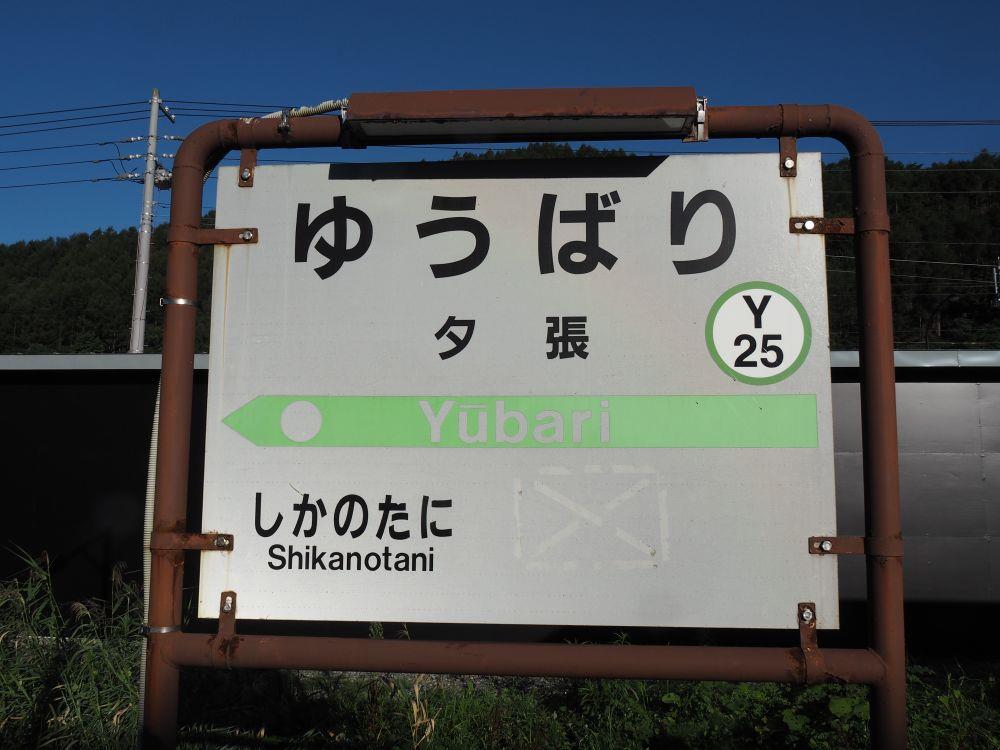 ゆうばり
夕張
Y
25
Yūbari
しかのたに
Shikanotani